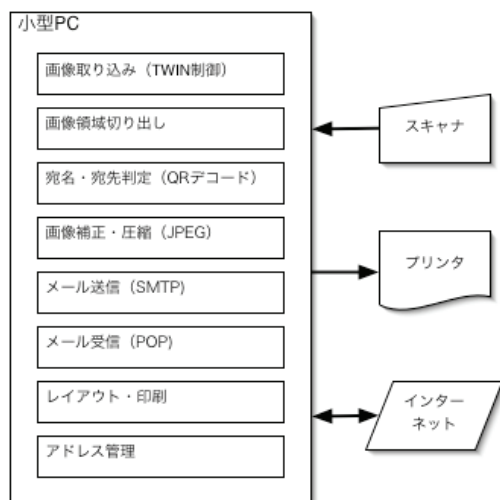 小型PC
画像取り込み（TWIN制御）
画像領域切り出し
宛名・宛先判定（QRデコード）
画像補正・圧縮（JPEG）
メール送信（SMTP)
メール受信（POP)
レイアウト・印刷
アドレス管理
スキャナ
プリンタ
インター
ネット